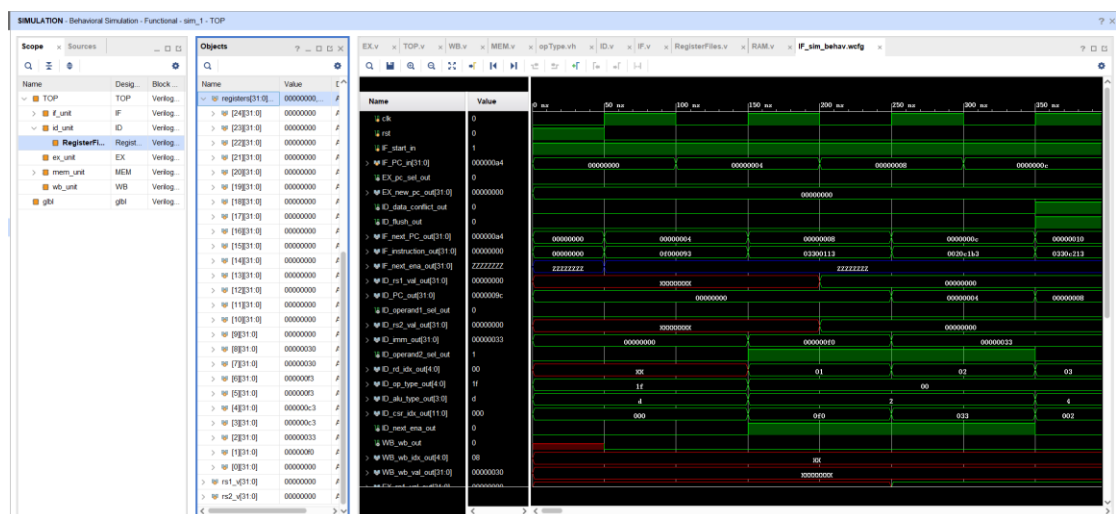 SIMULATION - Behavioral Simulation - Functional - sim_1 - TOP
Scope
Sources
Name Desig... Block ...
TOP TOP Verilog...
if_unit IF Verilog...
id_unit ID Verilog...
RegisterFi... Regist... Verilog...
ex_unit EX Verilog...
mem_unit MEM Verilog...
wb_unit WB Verilog...
glbl glbl Verilog...
Objects
Name Value
registers[31:0]... 00000000,...
[24][31:0] 00000000
[23][31:0] 00000000
[22][31:0] 00000000
[21][31:0] 00000000
[20][31:0] 00000000
[19][31:0] 00000000
[18][31:0] 00000000
[17][31:0] 00000000
[16][31:0] 00000000
[15][31:0] 00000000
[14][31:0] 00000000
[13][31:0] 00000000
[12][31:0] 00000000
[11][31:0] 00000000
[10][31:0] 00000000
[9][31:0] 00000000
[8][31:0] 00000030
[7][31:0] 00000030
[6][31:0] 000000f3
[5][31:0] 000000f3
[4][31:0] 000000c3
[3][31:0] 000000c3
[2][31:0] 00000033
[1][31:0] 000000f0
[0][31:0] 00000000
rs1_v[31:0] 00000000
rs2_v[31:0] 00000000
EX.v TOP.v WB.v MEM.v opType.vh ID.v IF.v RegisterFiles.v RAM.v IF_sim_behav.wcfg
Name Value 0 ns 50 ns 100 ns 150 ns 200 ns 250 ns 300 ns 350 ns
clk 0
rst 0
IF_start_in 1
IF_PC_in[31:0] 000000a4 00000000 00000004 00000008 0000000c
EX_pc_sel_out 0
EX_new_pc_out[31:0] 00000000 00000000
ID_data_conflict_out 0
ID_flush_out 0
IF_next_PC_out[31:0] 000000a4 00000000 00000004 00000008 0000000c 00000010
IF_instruction_out[31:0] 00000000 00000000 0f000093 03300113 0020c1b3 0330c213
IF_next_ena_out[31:0] ZZZZZZZZ ZZZZZZZZ ZZZZZZZZ
ID_rs1_val_out[31:0] 00000000 XXXXXXXX 00000000
ID_PC_out[31:0] 0000009c 00000000 00000004 00000008
ID_operand1_sel_out 0
ID_rs2_val_out[31:0] 00000000 XXXXXXXX 00000000
ID_imm_out[31:0] 00000033 00000000 000000f0 00000033
ID_operand2_sel_out 1
ID_rd_idx_out[4:0] 00 XX 01 02 03
ID_op_type_out[4:0] 1f 1f 00
ID_alu_type_out[3:0] d d 2 4
ID_csr_idx_out[11:0] 000 000 0f0 033 002
ID_next_ena_out 0
WB_wb_out 0
WB_wb_idx_out[4:0] 08 XX
WB_wb_val_out[31:0] 00000030 XXXXXXXX